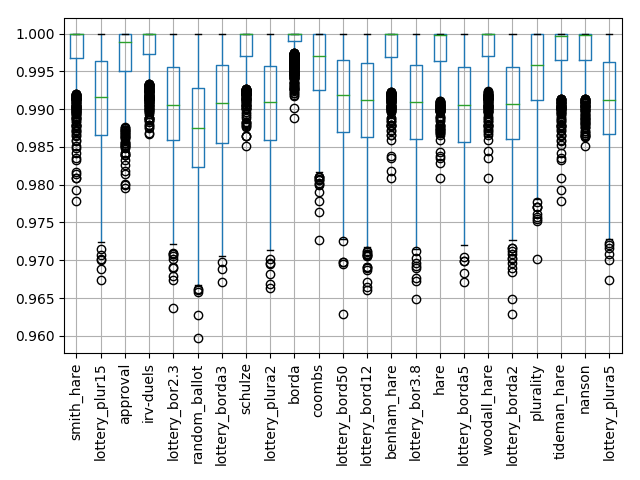 1.000
0.995
0.990
0.985
0.980
0.975
0.970
0.965
0.960
smith_hare
lottery_plur15
approval
irv-duels
lottery_bor2.3
random_ballot
lottery_borda3
schulze
lottery_plura2
borda
coombs
lottery_bord50
lottery_bord12
benham_hare
lottery_bor3.8
hare
lottery_borda5
woodall_hare
lottery_borda2
plurality
tideman_hare
nanson
lottery_plura5